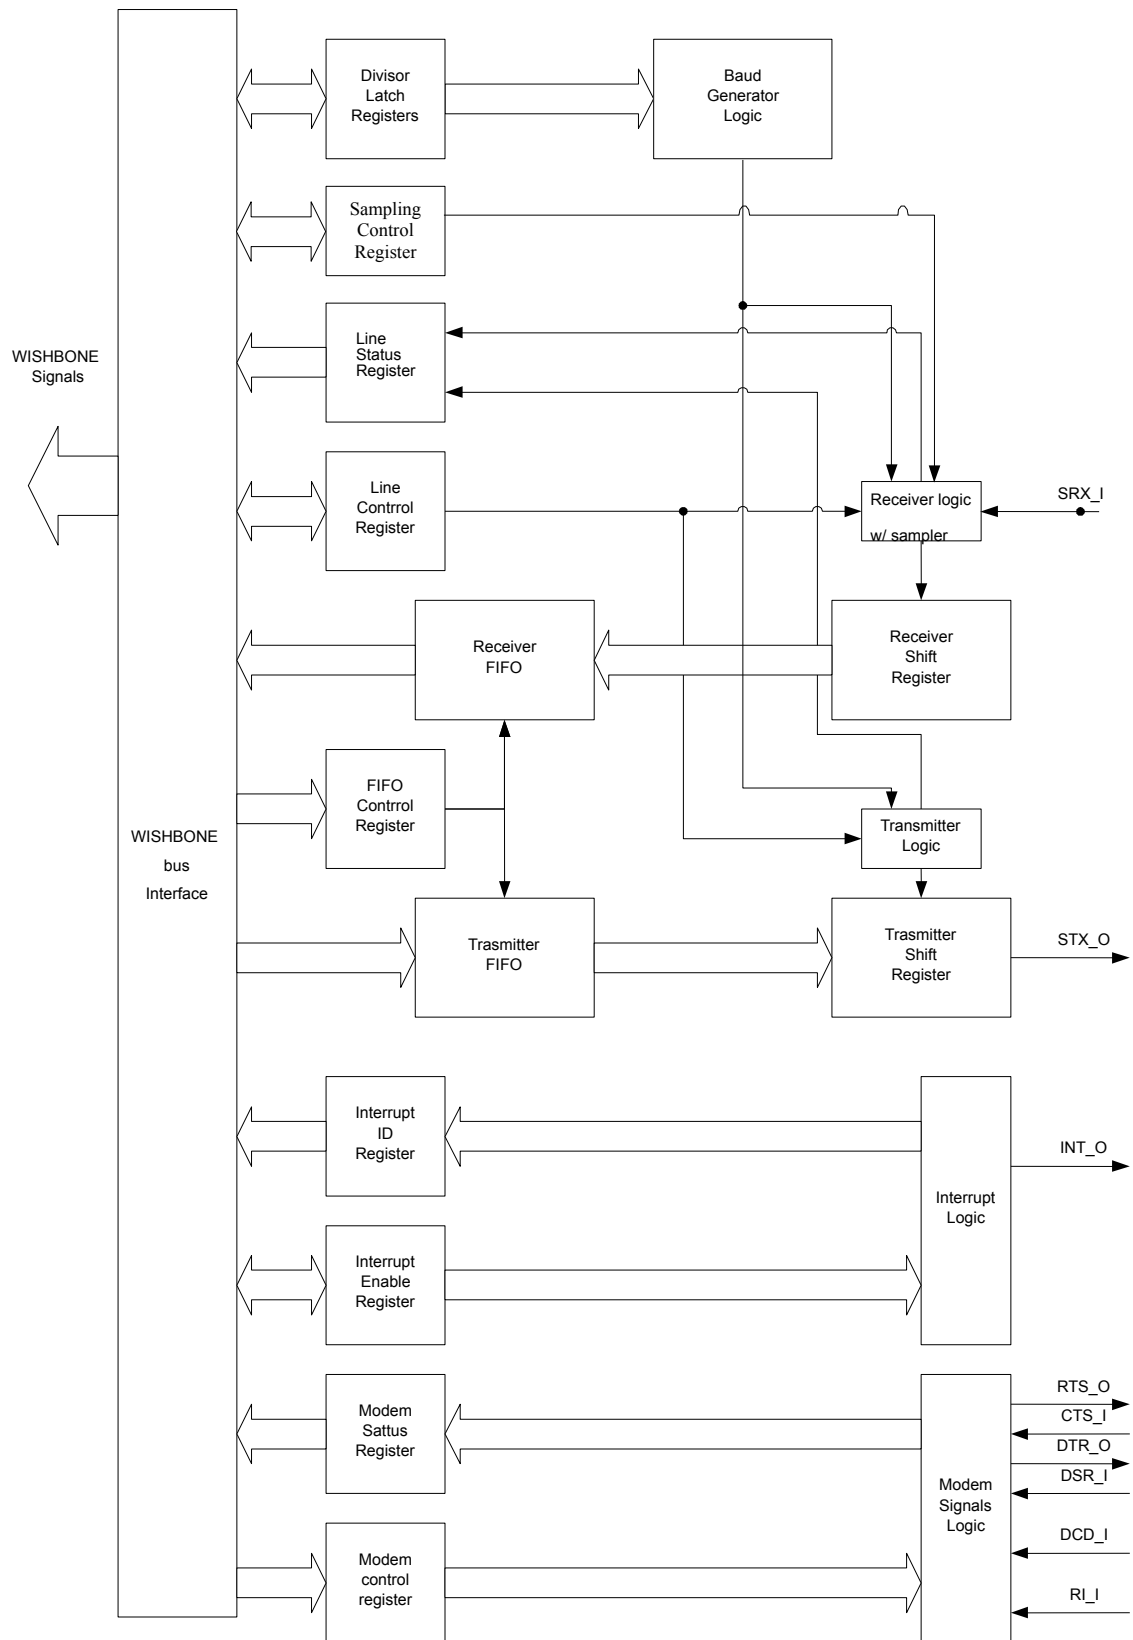 Divisor
Latch
Registers
Baud
Generator
Logic
Sampling
Control
Register
Line
Status
Register
WISHBONE
Signals
Line
Contrrol
Register
Receiver logic
w/ sampler
SRX_I
Receiver
FIFO
Receiver
Shift
Register
FIFO
Contrrol
Register
WISHBONE
bus
Interface
Transmitter
Logic
Trasmitter
FIFO
Trasmitter
Shift
Register
STX_O
Interrupt
ID
Register
INT_O
Interrupt
Logic
Interrupt
Enable
Register
Modem
Sattus
Register
RTS_O
CTS_I
DTR_O
DSR_I
Modem
Signals
Logic
DCD_I
Modem
control
register
RI_I